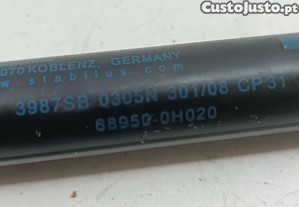 CustoJusto.pt
070 KOBLENZ, GERMANY
www.stabilus.com
3987SB 0305N 301/08 CP31
68950-0H020